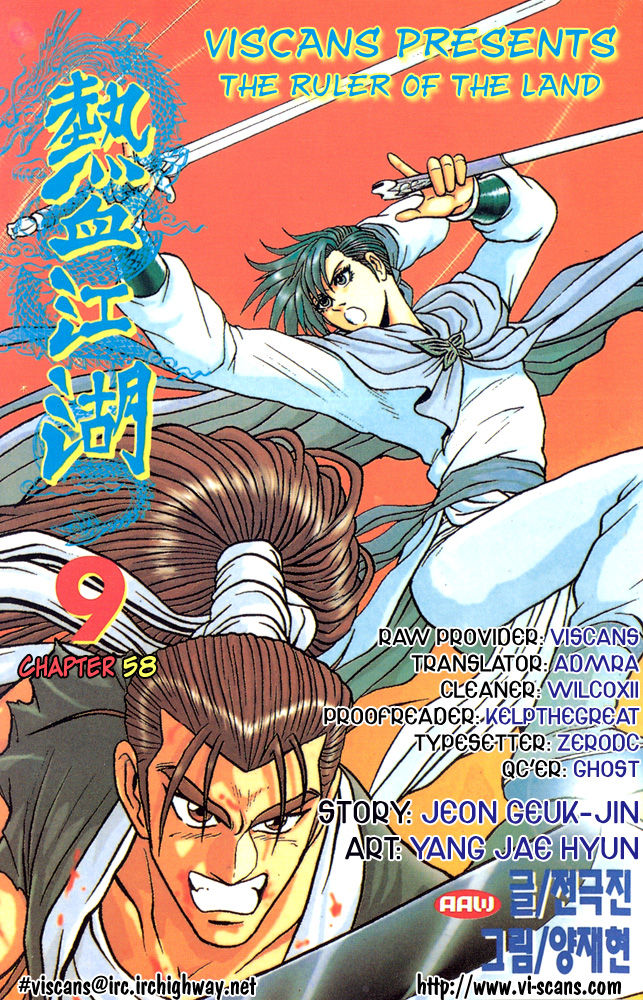 VISCANS PRESENTS
THE RULER OF THE LAND
熱血江湖
9
CHAPTER 58
RAW PROVIDER: VISCANS
TRANSLATOR: ADMRA
CLEANER: WILCOXII
PROOFREADER: KELPTHEGREAT
TYPESETTER: ZERODC
QC'ER: GHOST
STORY: JEON GEUK-JIN
ART: YANG JAE HYUN
AAW 글/전극진
그림/양재현
#viscans@irc.irchighway.net
http://www.vi-scans.com